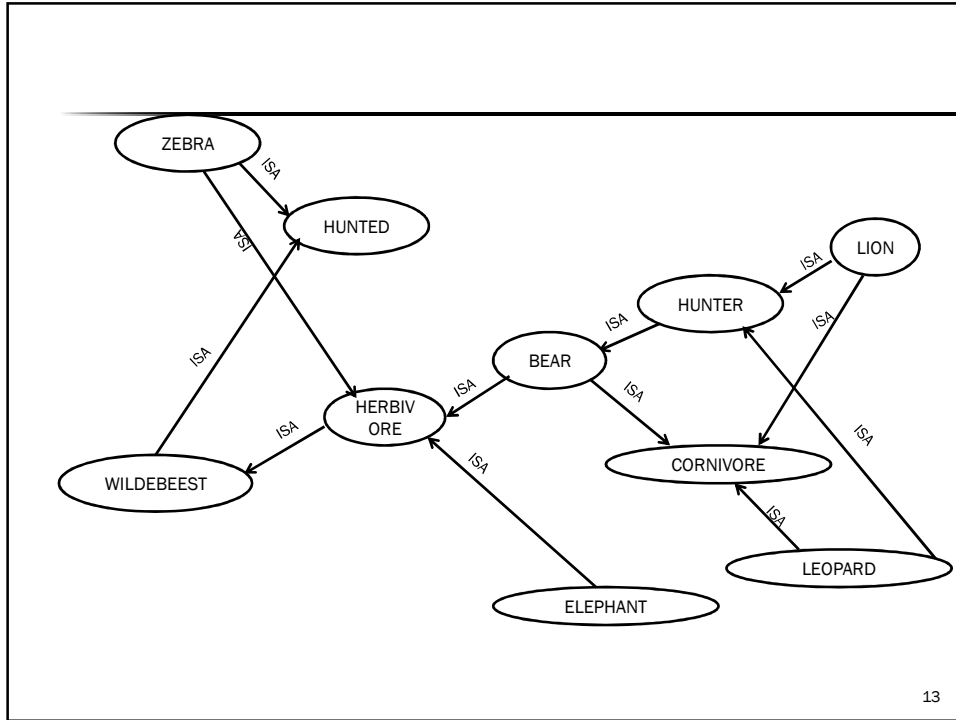 ZEBRA
ISA
HUNTED
ISA
LION
ISA
HUNTER
ISA
ISA
BEAR
ISA
ISA
ISA
HERBIV
ORE
ISA
ISA
ISA
CORNIVORE
WILDEBEEST
ISA
LEOPARD
ELEPHANT
13